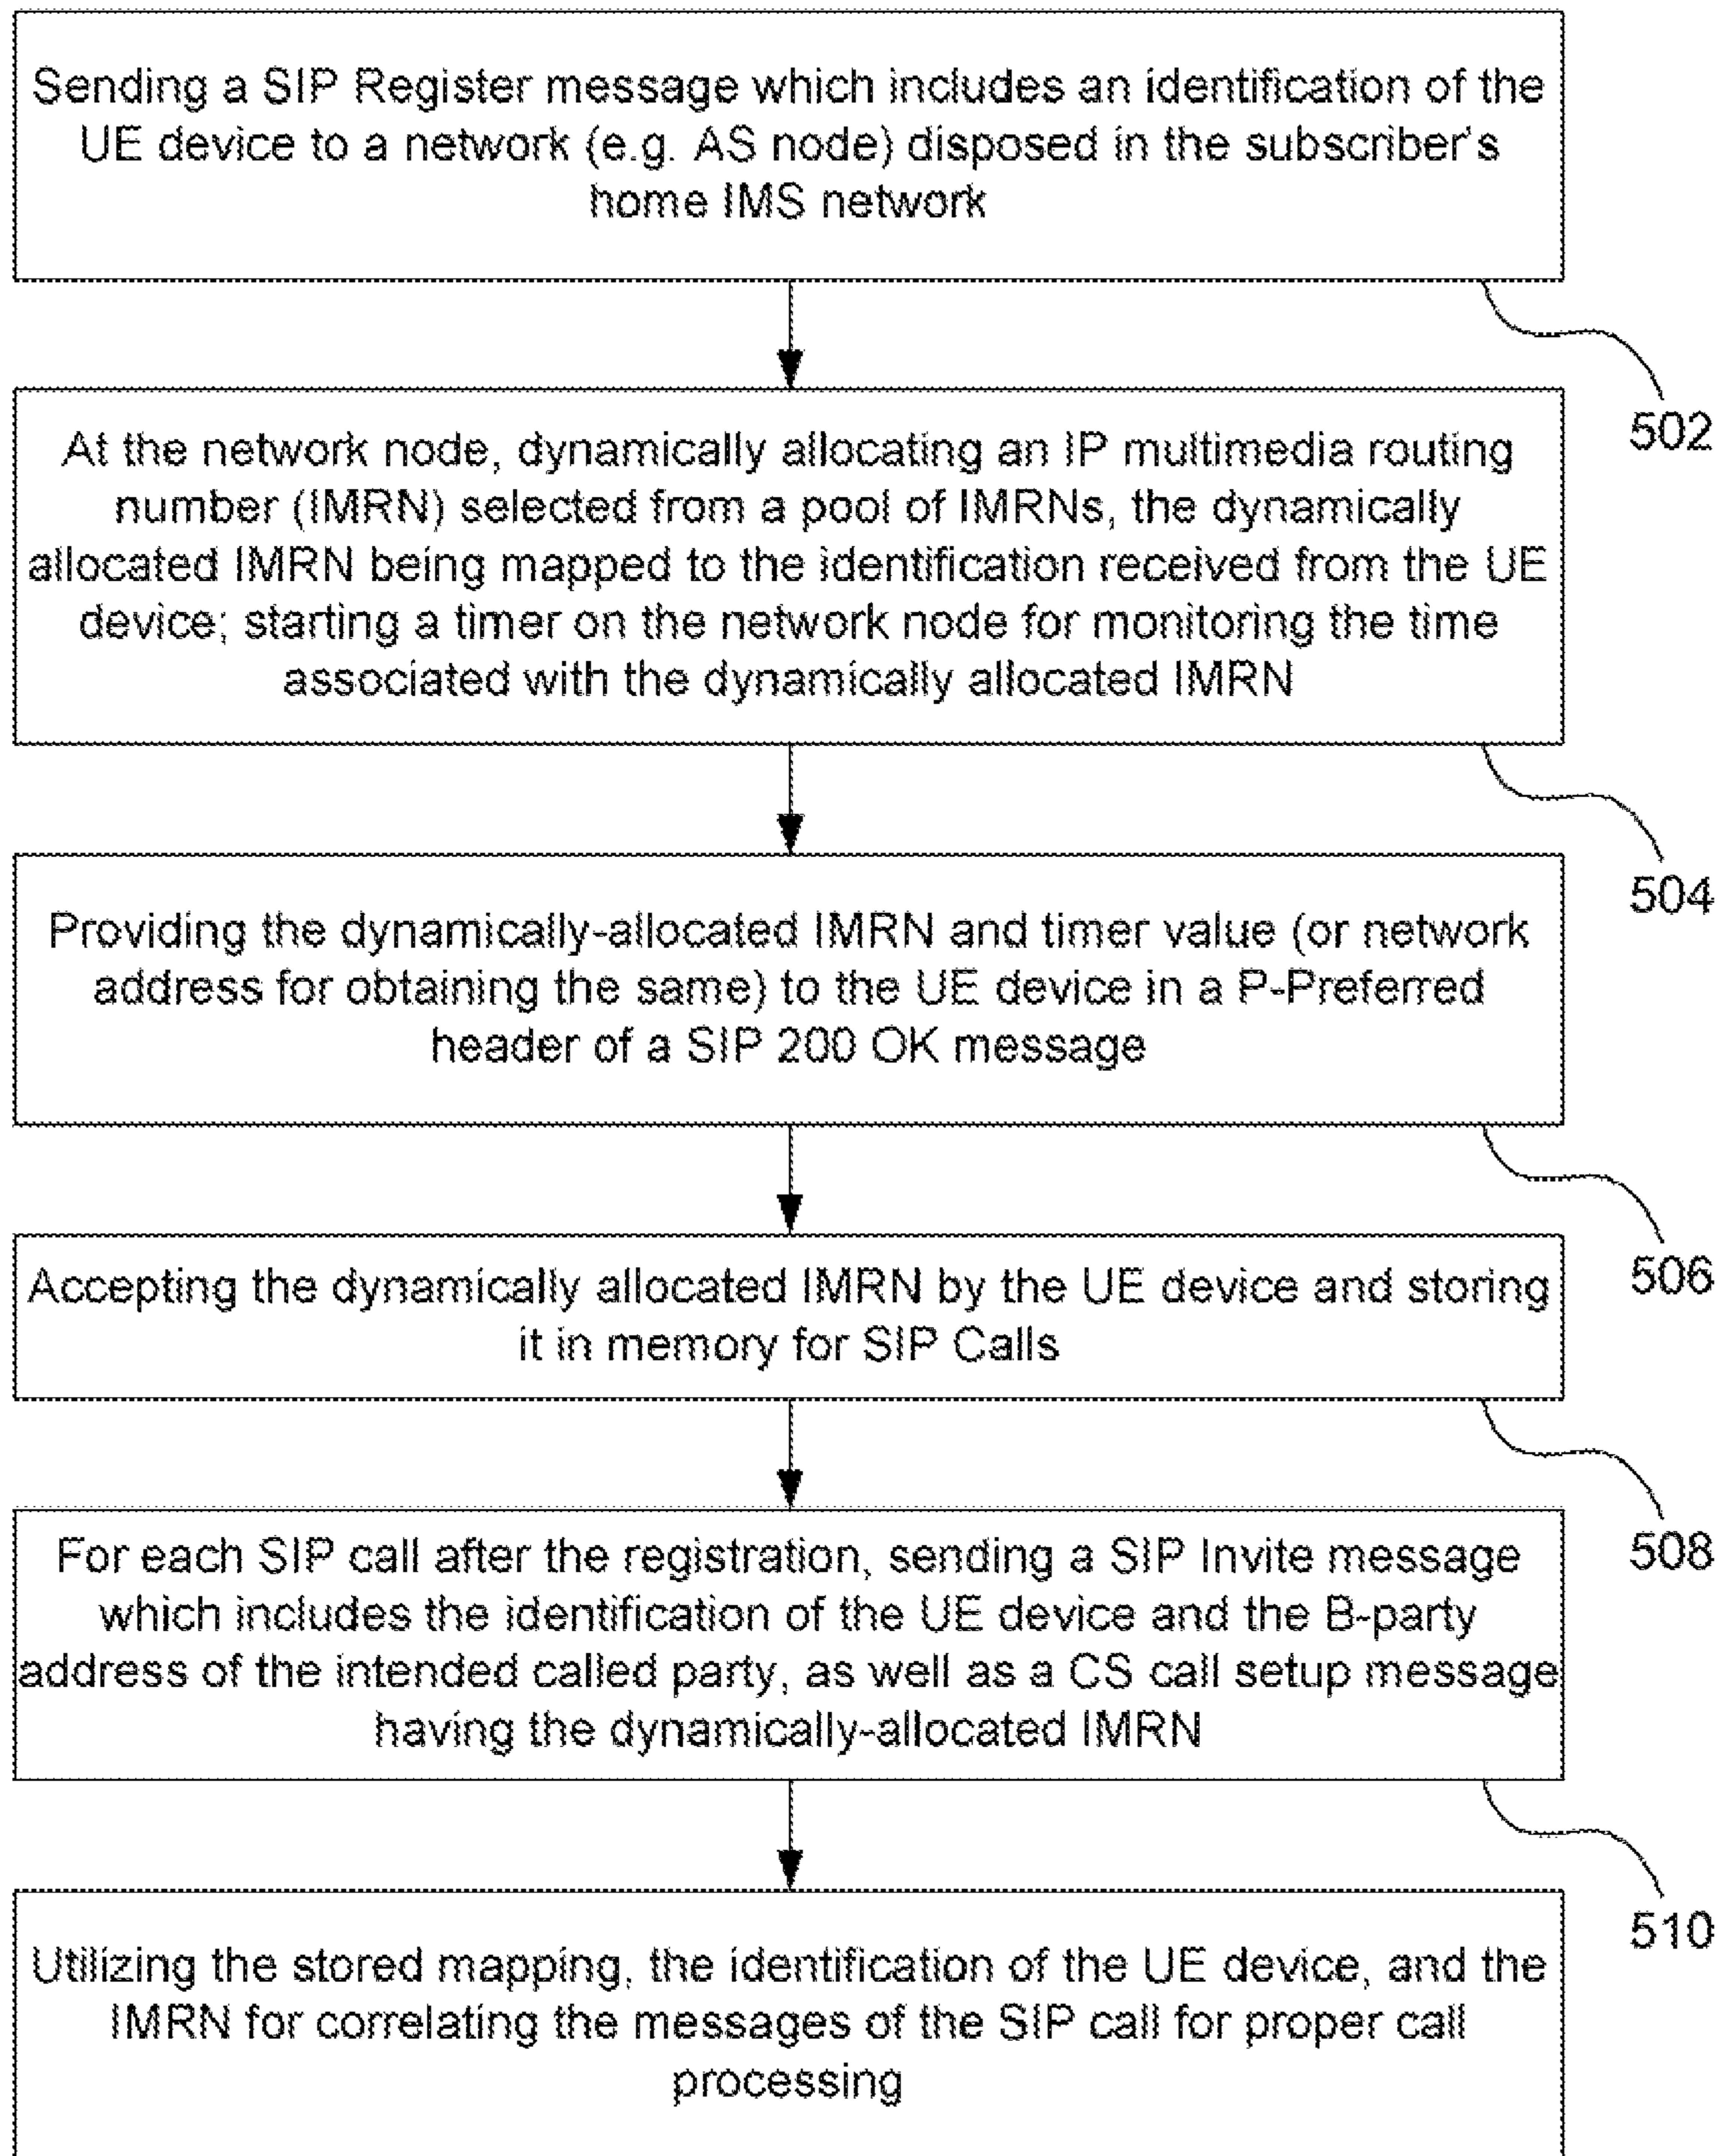 Sending a SIP Register message which includes an identification of the
UE device to a network (e.g. AS node) disposed in the subscriber's
home IMS network
502
At the network node, dynamically allocating an IP multimedia routing
number (IMRN) selected from a pool of IMRNs, the dynamically
allocated IMRN being mapped to the identification received from the UE
device; starting a timer on the network node for monitoring the time
associated with the dynamically allocated IMRN
504
Providing the dynamically-allocated IMRN and timer value (or network
address for obtaining the same) to the UE device in a P-Preferred
header of a SIP 200 OK message
506
Accepting the dynamically allocated IMRN by the UE device and storing
it in memory for SIP Calls
508
For each SIP call after the registration, sending a SIP Invite message
which includes the identification of the UE device and the B-party
address of the intended called party, as well as a CS call setup message
having the dynamically-allocated IMRN
510
Utilizing the stored mapping, the identification of the UE device, and the
IMRN for correlating the messages of the SIP call for proper call
processing